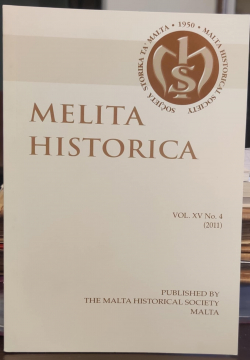 SOĊJETÀ STORIKA TA' MALTA • 1950 • MALTA HISTORICAL SOCIETY
MELITA
HISTORICA
VOL. XV No. 4
(2011)
PUBLISHED BY
THE MALTA HISTORICAL SOCIETY
MALTA